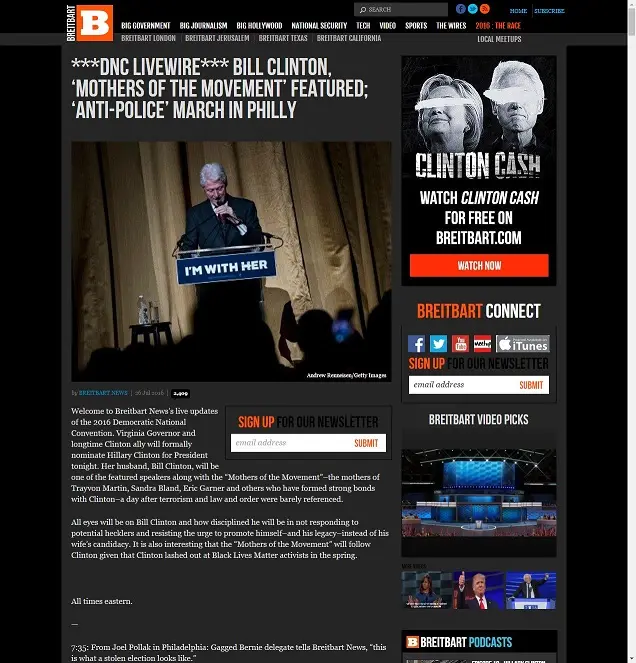 BREITBART
B
SEARCH
HOME SUBSCRIBE
BIG GOVERNMENT BIG JOURNALISM BIG HOLLYWOOD NATIONAL SECURITY TECH VIDEO SPORTS THE WIRES 2016 : THE RACE
BREITBART LONDON BREITBART JERUSALEM BREITBART TEXAS BREITBART CALIFORNIA LOCAL MEETUPS
***DNC LIVEWIRE*** BILL CLINTON,
‘MOTHERS OF THE MOVEMENT’ FEATURED;
‘ANTI-POLICE’ MARCH IN PHILLY
I'M WITH HER
Andrew Renneisen/Getty Images
by BREITBART NEWS | 26 Jul 2016 | 2,409
SIGN UP FOR OUR NEWSLETTER
email address SUBMIT
Welcome to Breitbart News’s live updates
of the 2016 Democratic National
Convention. Virginia Governor and
longtime Clinton ally will formally
nominate Hillary Clinton for President
tonight. Her husband, Bill Clinton, will be
one of the featured speakers along with the “Mothers of the Movement”–the mothers of
Trayvon Martin, Sandra Bland, Eric Garner and others who have formed strong bonds
with Clinton–a day after terrorism and law and order were barely referenced.
All eyes will be on Bill Clinton and how disciplined he will be in not responding to
potential hecklers and resisting the urge to promote himself–and his legacy–instead of his
wife’s candidacy. It is also interesting that the “Mothers of the Movement” will follow
Clinton given that Clinton lashed out at Black Lives Matter activists in the spring.
All times eastern.
—
7:35: From Joel Pollak in Philadelphia: Gagged Bernie delegate tells Breitbart News, “this
is what a stolen election looks like.”
CLINTON CASH
WATCH CLINTON CASH
FOR FREE ON
BREITBART.COM
WATCH NOW
BREITBART CONNECT
You Tube
Meetup
iTunes
SIGN UP FOR OUR NEWSLETTER
email address SUBMIT
BREITBART VIDEO PICKS
B BREITBART PODCASTS